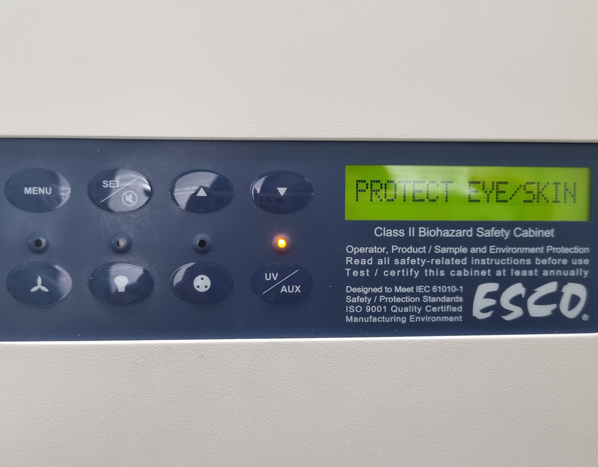 MENU
SET
PROTECT EYE/SKIN
Class II Biohazard Safety Cabinet
Operator, Product / Sample and Environment Protection
Read all safety-related instructions before use
Test / certify this cabinet at least annually
UV/AUX
Designed to Meet IEC 61010-1
Safety / Protection Standards
ISO 9001 Quality Certified
Manufacturing Environment
ESCO®